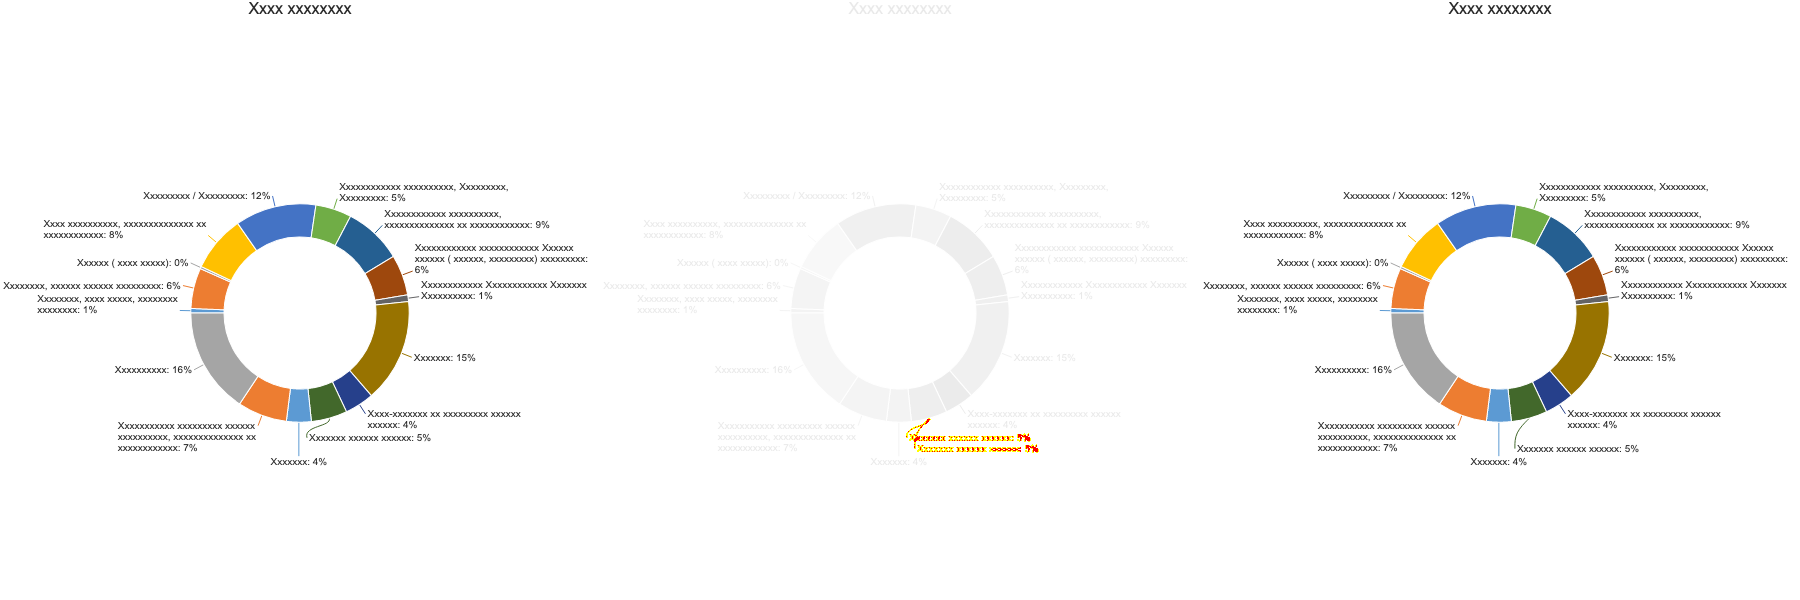 Xxxx xxxxxxxx
Xxxxxxxxxxxx xxxxxxxxxx, Xxxxxxxx,
Xxxxxxxxx: 5%
Xxxxxxxxxxxx xxxxxxxxxx,
xxxxxxxxxxxxxx xx xxxxxxxxxxxx: 9%
Xxxxxxxxxxxx xxxxxxxxxxxx Xxxxxx
xxxxxx ( xxxxxx, xxxxxxxxx) xxxxxxxxx:
6%
Xxxxxxxxxxxx Xxxxxxxxxxxx Xxxxxxx
Xxxxxxxxxx: 1%
Xxxxxxx: 15%
Xxxx-xxxxxxx xx xxxxxxxxx xxxxxx
xxxxxx: 4%
Xxxxxxx xxxxxx xxxxxx: 5%
Xxxxxxx: 4%
Xxxxxxxxxxx xxxxxxxxx xxxxxx
xxxxxxxxxx, xxxxxxxxxxxxxx xx
xxxxxxxxxxxx: 7%
Xxxxxxxxxx: 16%
Xxxxxxxx, xxxx xxxxx, xxxxxxxx
xxxxxxxx: 1%
Xxxxxxxx, xxxxxx xxxxxx xxxxxxxxx: 6%
Xxxxxx ( xxxx xxxxx): 0%
Xxxx xxxxxxxxxx, xxxxxxxxxxxxxx xx
xxxxxxxxxxxx: 8%
Xxxxxxxxx / Xxxxxxxxx: 12%
Xxxx xxxxxxxx
Xxxxxxxxxxxx xxxxxxxxxx, Xxxxxxxx,
Xxxxxxxxx: 5%
Xxxxxxxxxxxx xxxxxxxxxx,
xxxxxxxxxxxxxx xx xxxxxxxxxxxx: 9%
Xxxxxxxxxxxx xxxxxxxxxxxx Xxxxxx
xxxxxx ( xxxxxx, xxxxxxxxx) xxxxxxxxx:
6%
Xxxxxxxxxxxx Xxxxxxxxxxxx Xxxxxxx
Xxxxxxxxxx: 1%
Xxxxxxx: 15%
Xxxx-xxxxxxx xx xxxxxxxxx xxxxxx
xxxxxx: 4%
Xxxxxxx xxxxxx xxxxxx: 5%
Xxxxxxx xxxxxx xxxxxx: 5%
Xxxxxxx: 4%
Xxxxxxxxxxx xxxxxxxxx xxxxxx
xxxxxxxxxx, xxxxxxxxxxxxxx xx
xxxxxxxxxxxx: 7%
Xxxxxxxxxx: 16%
Xxxxxxxx, xxxx xxxxx, xxxxxxxx
xxxxxxxx: 1%
Xxxxxxxx, xxxxxx xxxxxx xxxxxxxxx: 6%
Xxxxxx ( xxxx xxxxx): 0%
Xxxx xxxxxxxxxx, xxxxxxxxxxxxxx xx
xxxxxxxxxxxx: 8%
Xxxxxxxxx / Xxxxxxxxx: 12%
Xxxx xxxxxxxx
Xxxxxxxxxxxx xxxxxxxxxx, Xxxxxxxx,
Xxxxxxxxx: 5%
Xxxxxxxxxxxx xxxxxxxxxx,
xxxxxxxxxxxxxx xx xxxxxxxxxxxx: 9%
Xxxxxxxxxxxx xxxxxxxxxxxx Xxxxxx
xxxxxx ( xxxxxx, xxxxxxxxx) xxxxxxxxx:
6%
Xxxxxxxxxxxx Xxxxxxxxxxxx Xxxxxxx
Xxxxxxxxxx: 1%
Xxxxxxx: 15%
Xxxx-xxxxxxx xx xxxxxxxxx xxxxxx
xxxxxx: 4%
Xxxxxxx xxxxxx xxxxxx: 5%
Xxxxxxx: 4%
Xxxxxxxxxxx xxxxxxxxx xxxxxx
xxxxxxxxxx, xxxxxxxxxxxxxx xx
xxxxxxxxxxxx: 7%
Xxxxxxxxxx: 16%
Xxxxxxxx, xxxx xxxxx, xxxxxxxx
xxxxxxxx: 1%
Xxxxxxxx, xxxxxx xxxxxx xxxxxxxxx: 6%
Xxxxxx ( xxxx xxxxx): 0%
Xxxx xxxxxxxxxx, xxxxxxxxxxxxxx xx
xxxxxxxxxxxx: 8%
Xxxxxxxxx / Xxxxxxxxx: 12%